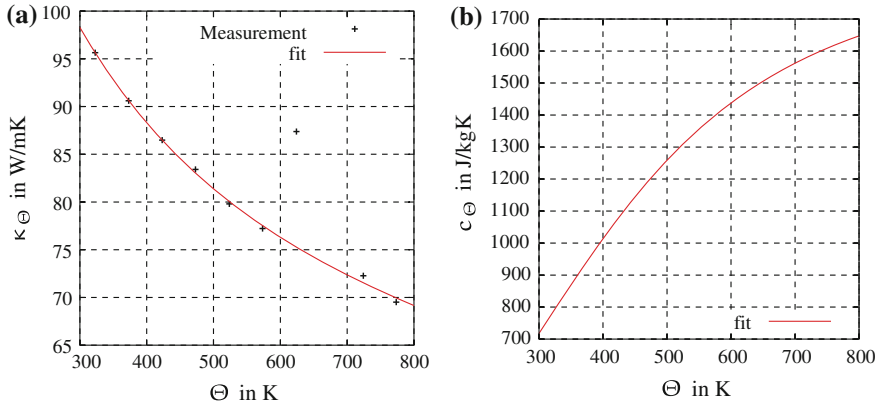 (a)
Measurement
fit
100
95
90
85
80
75
70
65
κ Θ in W/mK
300 400 500 600 700 800
Θ in K
(b)
1700
1600
1500
1400
1300
1200
1100
1000
900
800
700
c Θ in J/kgK
fit
300 400 500 600 700 800
Θ in K